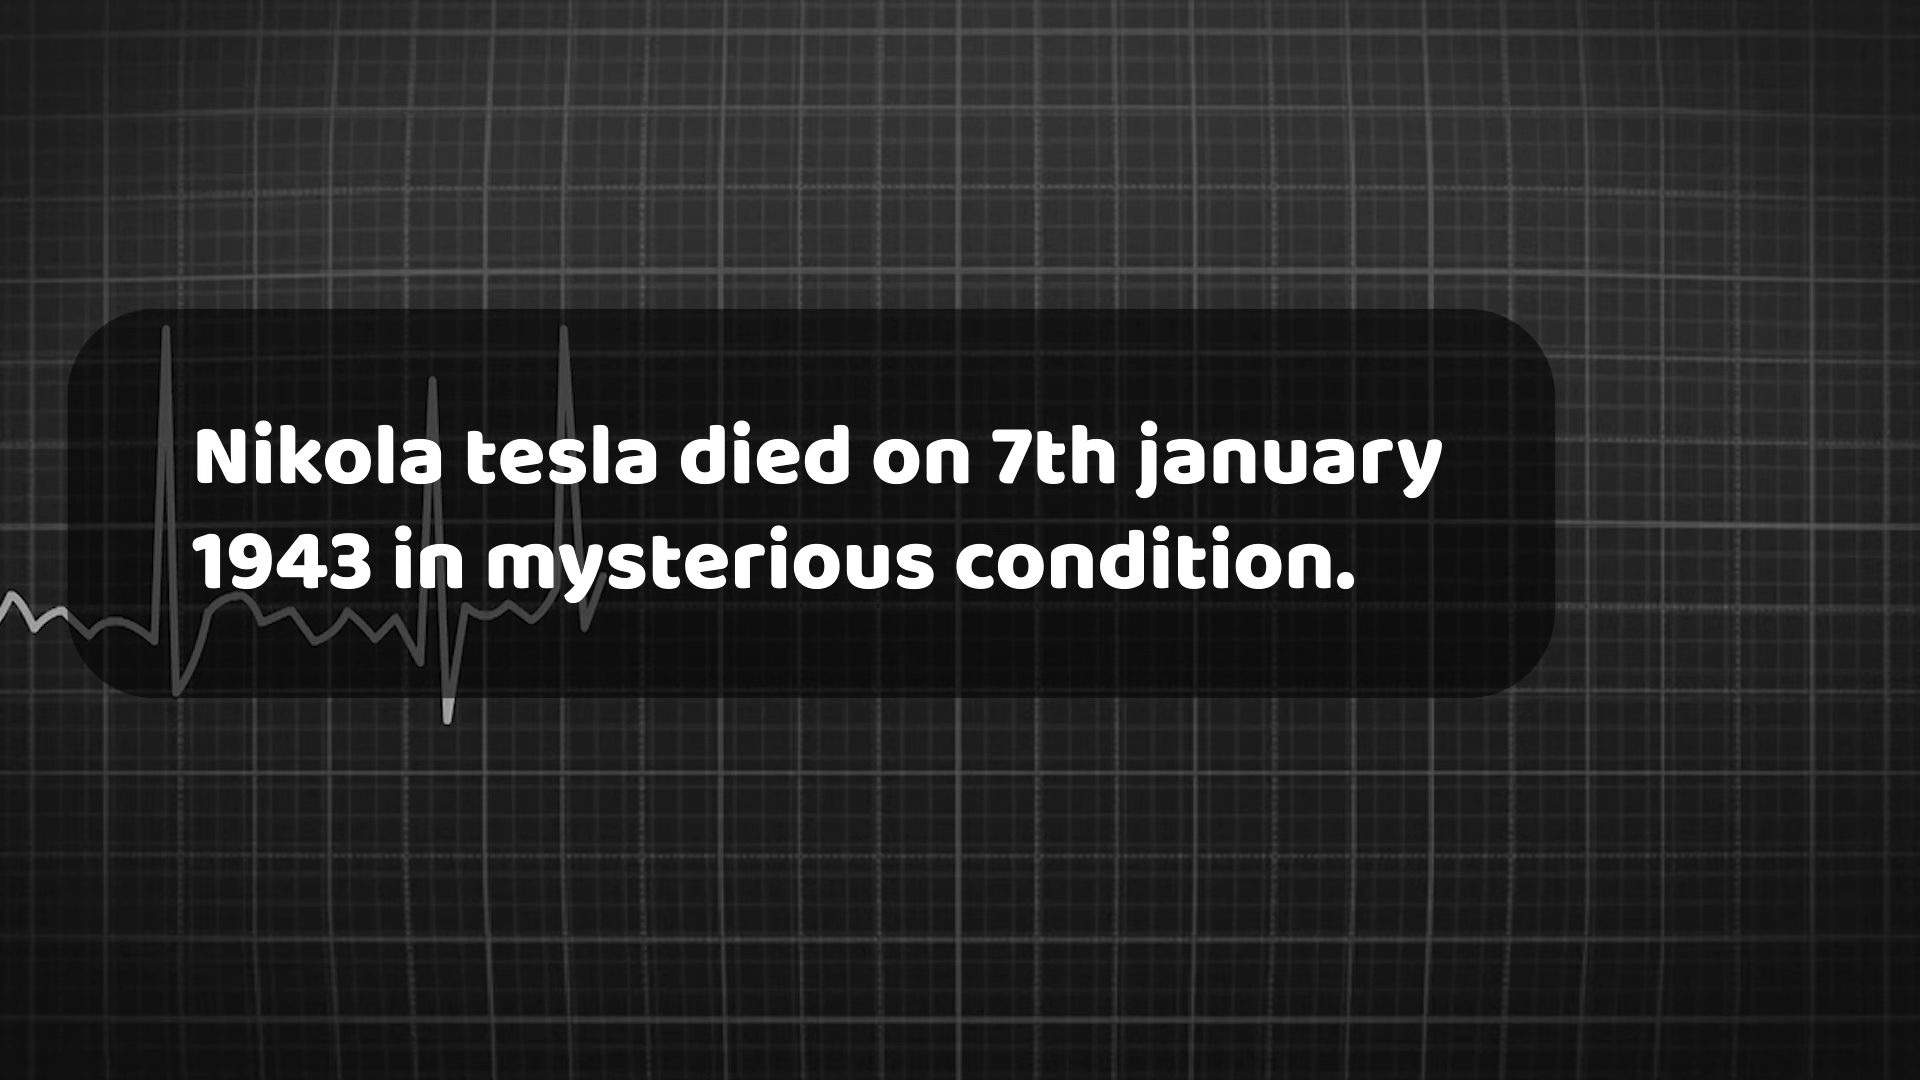 Nikola tesla died on 7th january
1943 in mysterious condition.